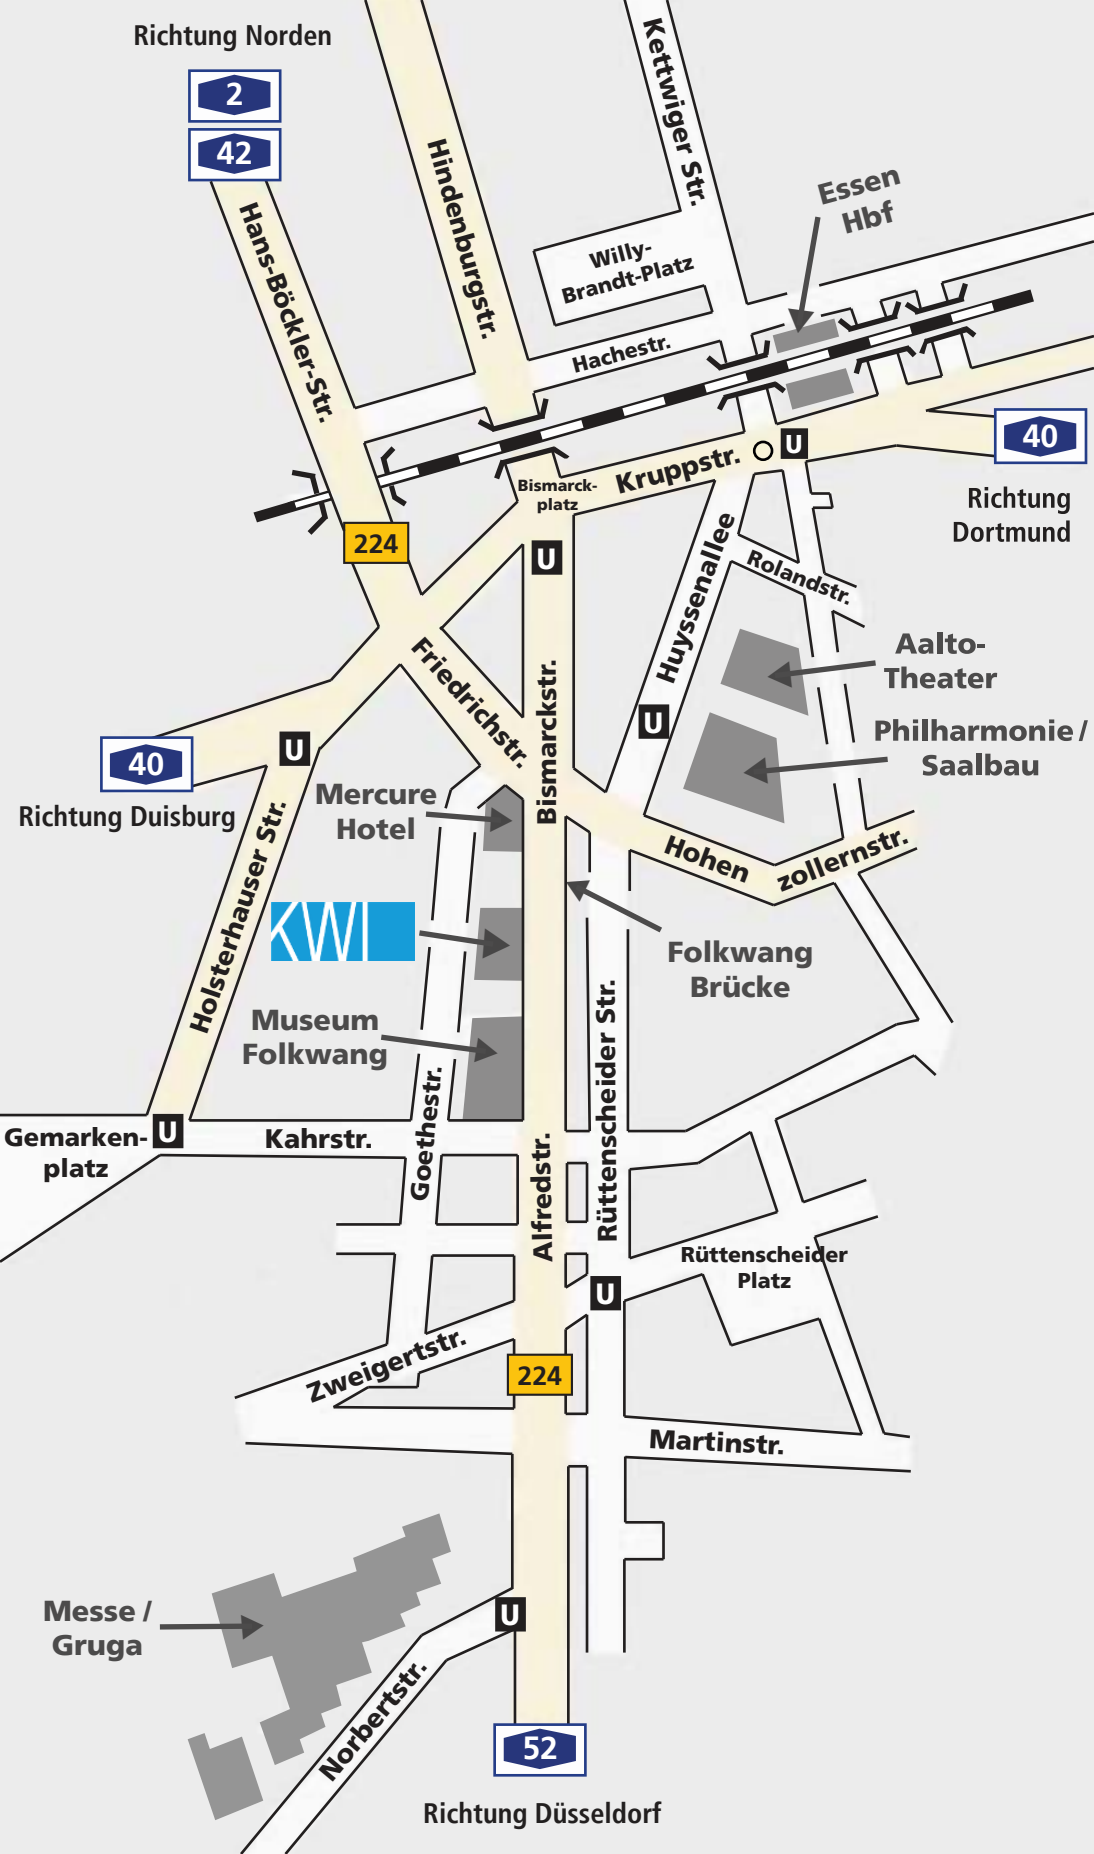 Richtung Norden
2
42
Kettwiger Str.
Hindenburgstr.
Essen
Hbf
Hans-Böckler-Str.
Willy-
Brandt-Platz
Hachestr.
40
Richtung
Dortmund
U
Kruppstr.
Bismarck-
platz
224
U
Huyssenallee
Rolandstr.
Aalto-
Theater
Friedrichstr.
Bismarckstr.
U
Philharmonie /
Saalbau
U
40
Richtung Duisburg
Mercure
Hotel
Hohen
zollernstr.
Holsterhauser Str.
KWI
Folkwang
Brücke
Museum
Folkwang
Rüttenscheider Str.
Goethestr.
Gemarken-
platz
U
Kahrstr.
Alfredstr.
Rüttenscheider
Platz
U
Zweigertstr.
224
Martinstr.
Messe /
Gruga
U
Norbertstr.
52
Richtung Düsseldorf